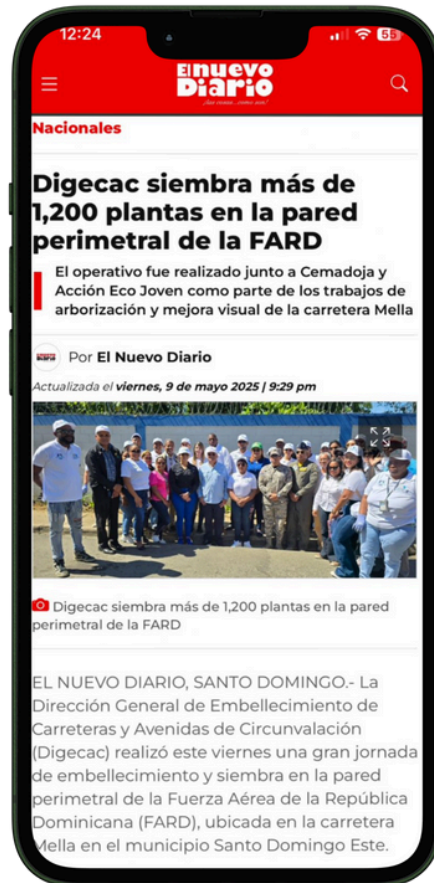 12:24
55
El nuevo
Diario
¡las cosas...como son!
Nacionales
Digecac siembra más de
1,200 plantas en la pared
perimetral de la FARD
El operativo fue realizado junto a Cemadoja y
Acción Eco Joven como parte de los trabajos de
arborización y mejora visual de la carretera Mella
Por El Nuevo Diario
Actualizada el viernes, 9 de mayo 2025 | 9:29 pm
Digecac siembra más de 1,200 plantas en la pared
perimetral de la FARD
EL NUEVO DIARIO, SANTO DOMINGO.- La
Dirección General de Embellecimiento de
Carreteras y Avenidas de Circunvalación
(Digecac) realizó este viernes una gran jornada
de embellecimiento y siembra en la pared
perimetral de la Fuerza Aérea de la República
Dominicana (FARD), ubicada en la carretera
Mella en el municipio Santo Domingo Este.